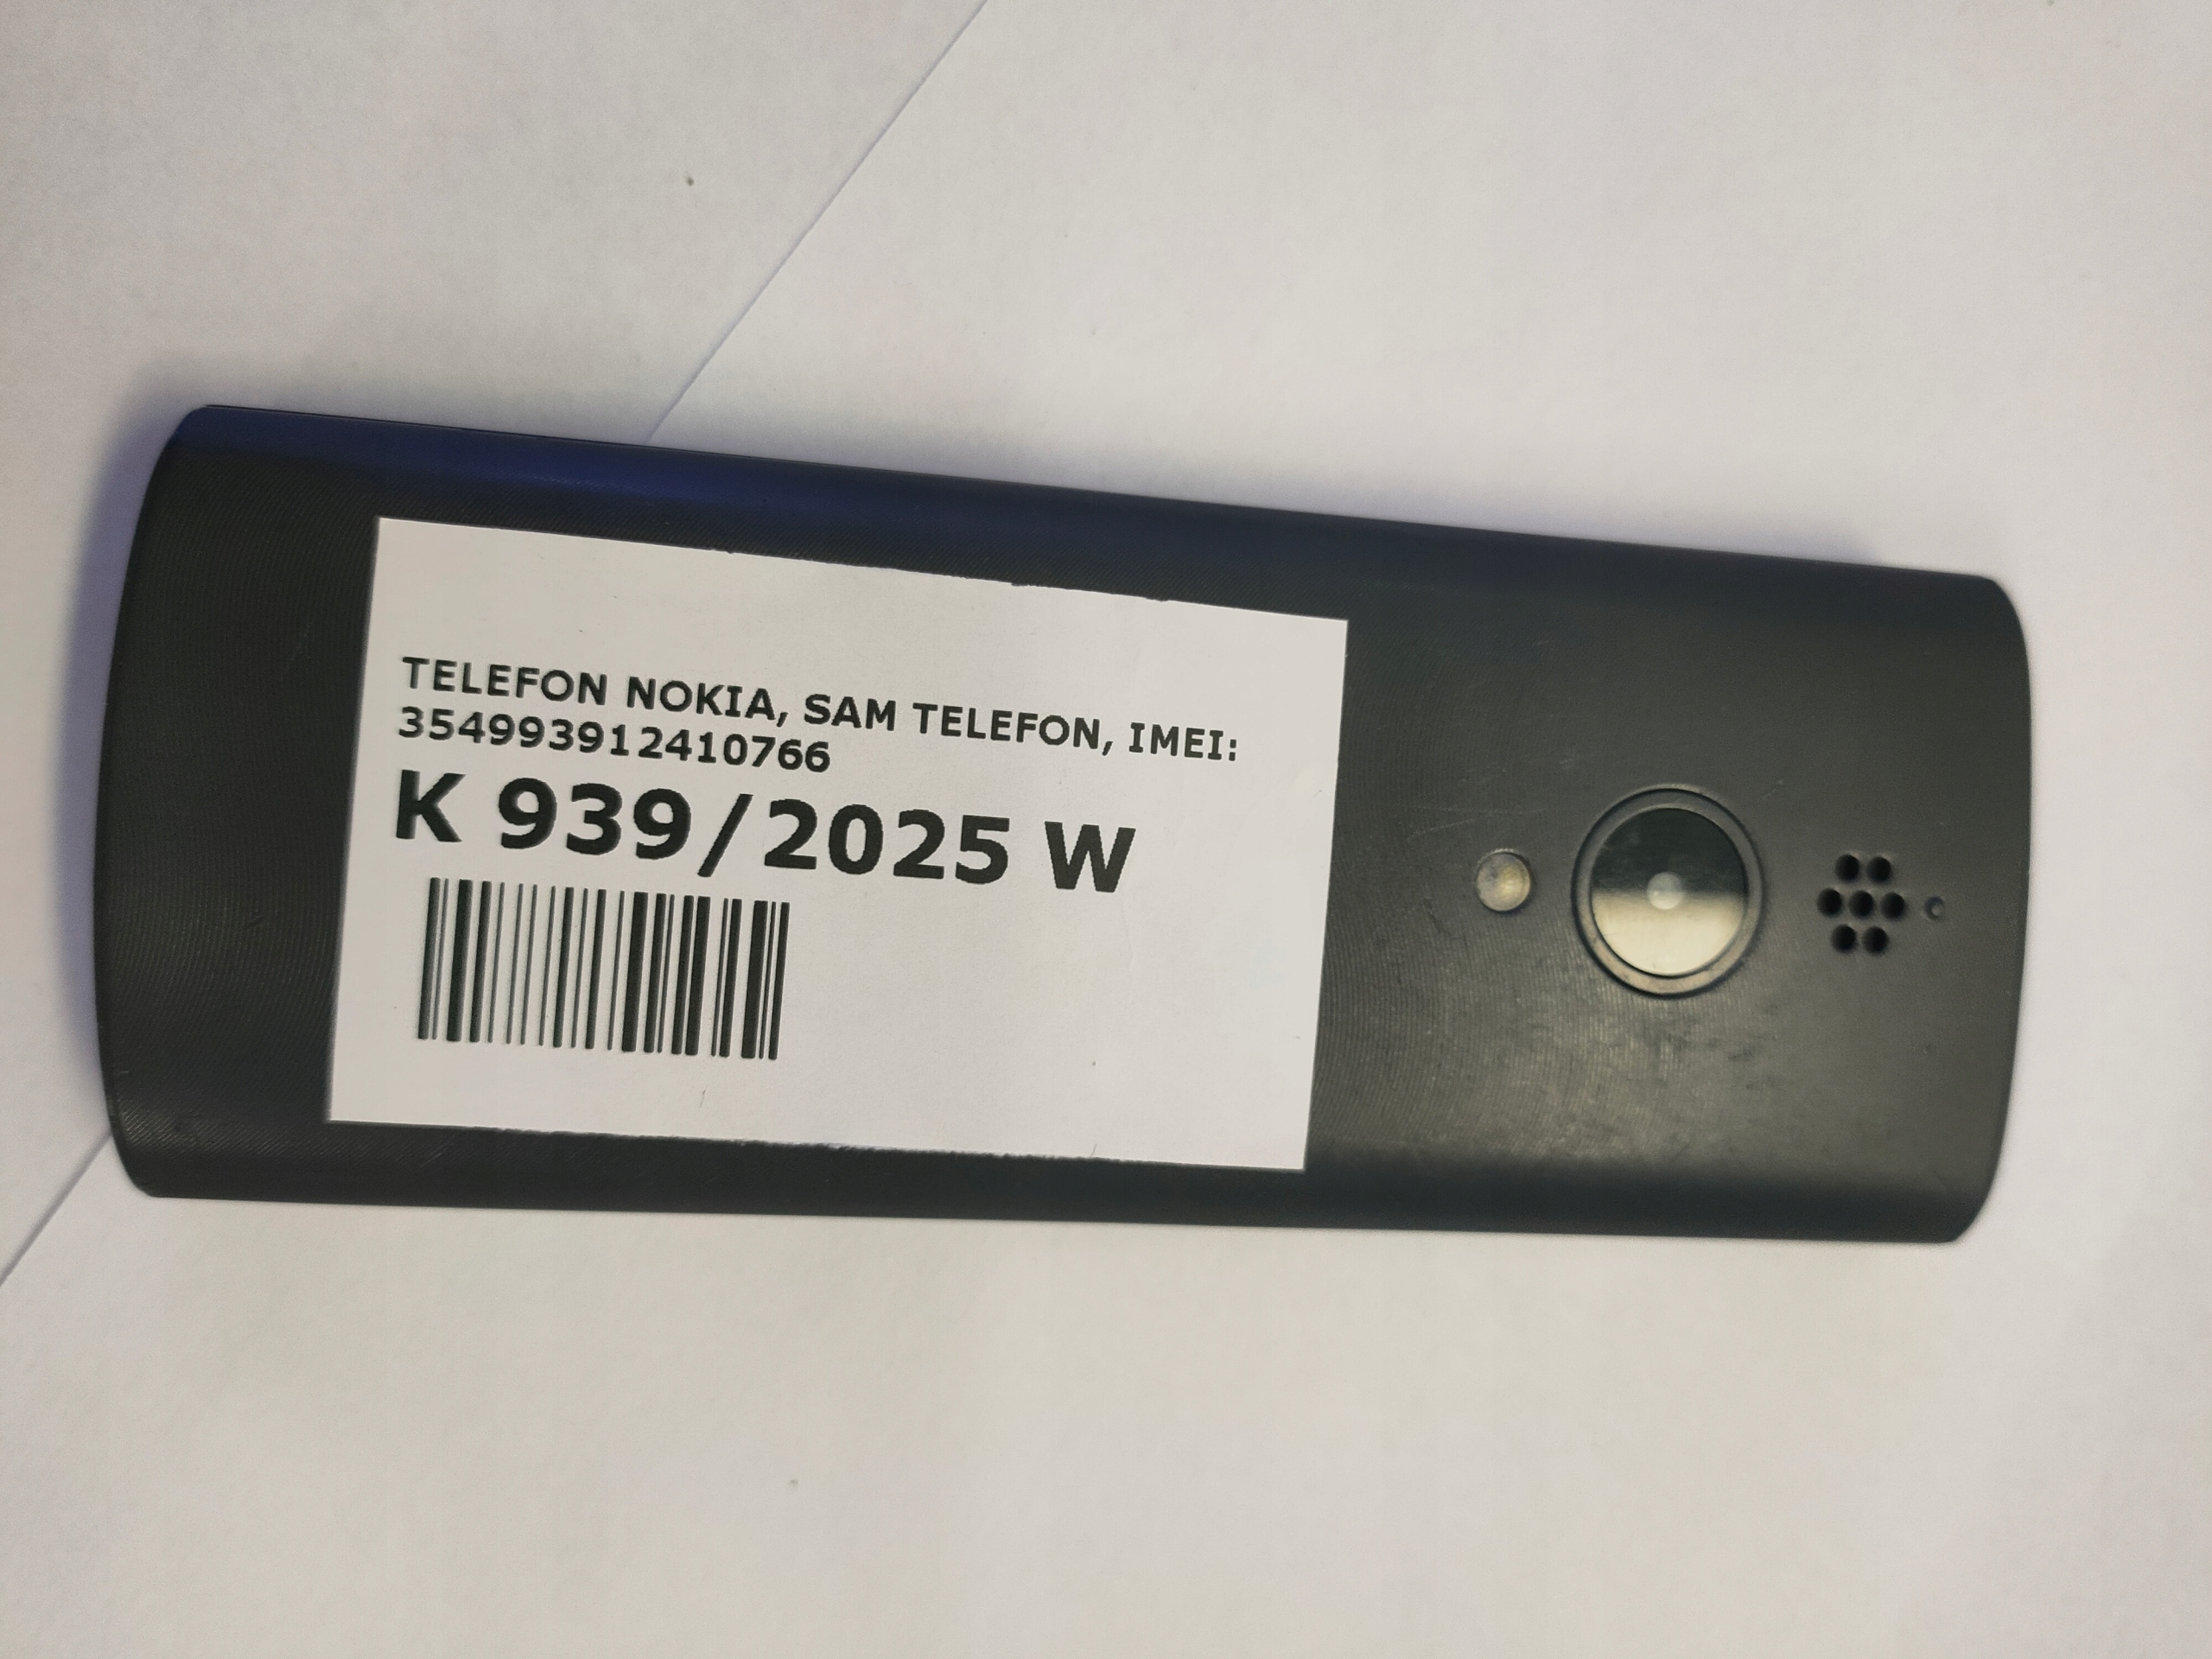 TELEFON NOKIA, SAM TELEFON, IMEI:
354993912410766
K 939/2025 W